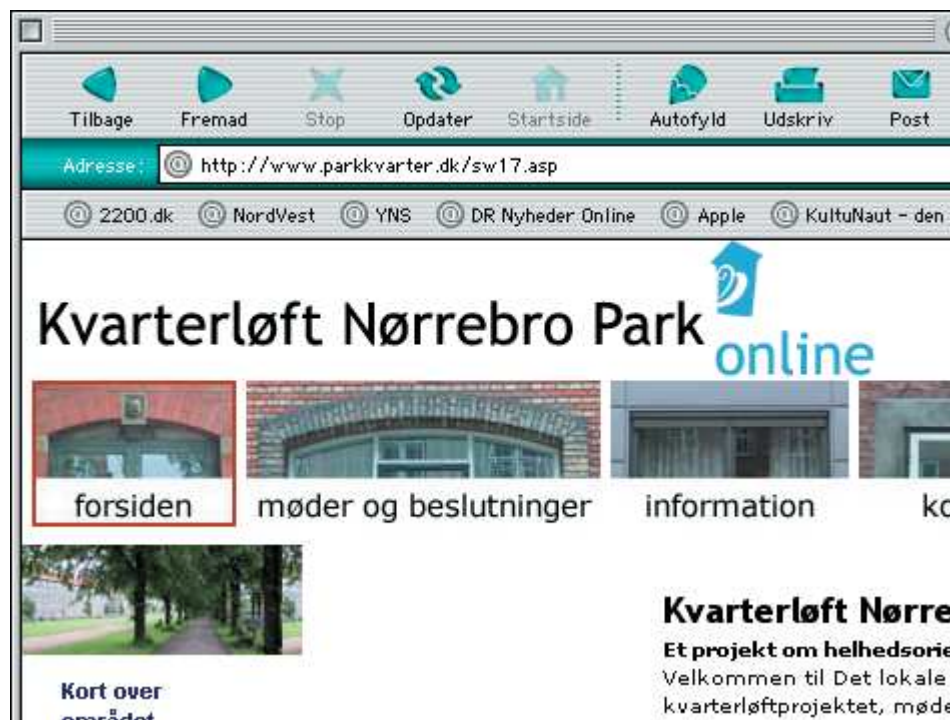 Tilbage Fremad Stop Opdater Startside Autofyld Udskriv Post
Adresse: http://www.parkkvarter.dk/sw17.asp
2200.dk NordVest YNS DR Nyheder Online Apple KultuNaut - den
Kvarterløft Nørrebro Park
online
forsiden møder og beslutninger information
Kvarterløft Nørre
Et projekt om helhedsorie
Velkommen til Det lokale
kvarterløftprojektet, møde
Kort over
området